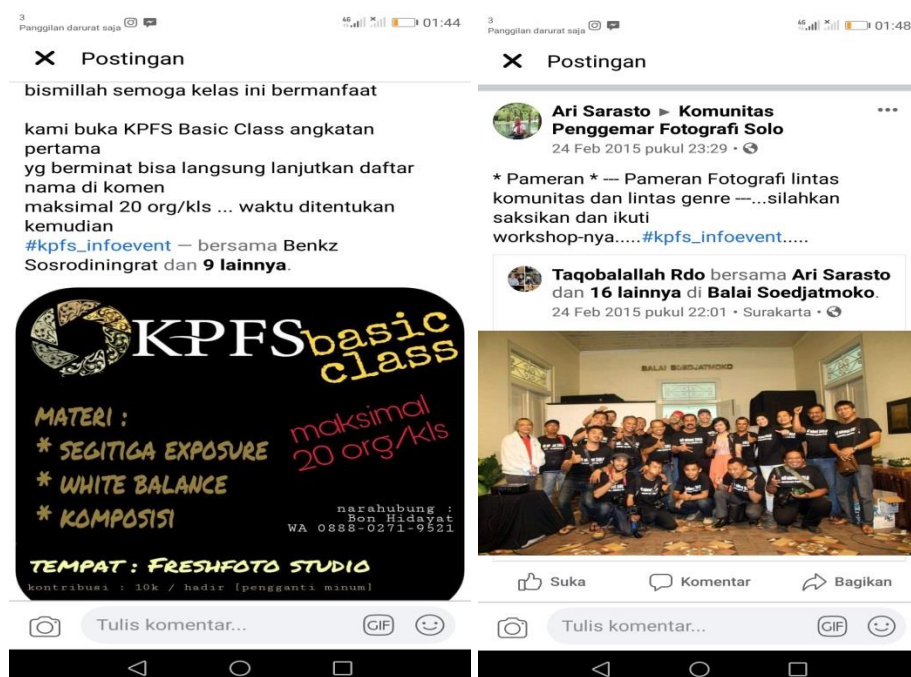 3
Panggilan darurat saja
46
01:44
Postingan
bismillah semoga kelas ini bermanfaat
kami buka KPFS Basic Class angkatan
pertama
yg berminat bisa langsung lanjutkan daftar
nama di komen
maksimal 20 org/kls ... waktu ditentukan
kemudian
#kpfs_infoevent — bersama Benkz
Sosrodiningrat dan 9 lainnya.
KPFS basic
class
MATERI :
* SEGITIGA EXPOSURE
* WHITE BALANCE
* KOMPOSISI
maksimal
20 org/kls
narahubung :
Bon Hidayat
WA 0888-0271-9521
TEMPAT : FRESHFOTO STUDIO
kontribusi : 10k / hadir [pengganti minum]
Tulis komentar...
GIF
3
Panggilan darurat saja
46
01:48
Postingan
Ari Sarasto ► Komunitas
Penggemar Fotografi Solo
24 Feb 2015 pukul 23:29
* Pameran * --- Pameran Fotografi lintas
komunitas dan lintas genre ---...silahkan
saksikan dan ikuti
workshop-nya.....#kpfs_infoevent.....
Taqobalallah Rdo bersama Ari Sarasto
dan 16 lainnya di Balai Soedjatmoko.
24 Feb 2015 pukul 22:01 • Surakarta
BALAI SOEDJATMOKO
Suka
Komentar
Bagikan
Tulis komentar...
GIF